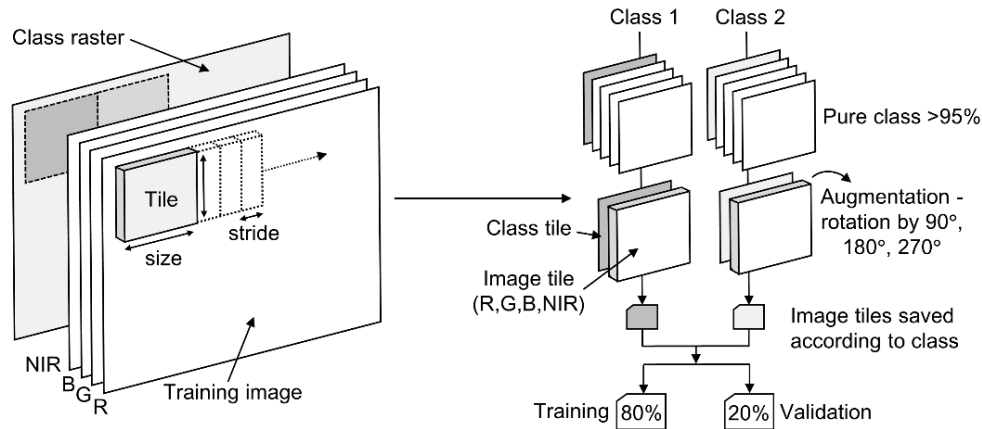 Class raster
Tile
size
stride
NIR
B
G
R
Training image
Class 1
Class 2
Pure class >95%
Class tile
Augmentation -
rotation by 90°,
180°, 270°
Image tile
(R,G,B,NIR)
Image tiles saved
according to class
Training 80%
20% Validation